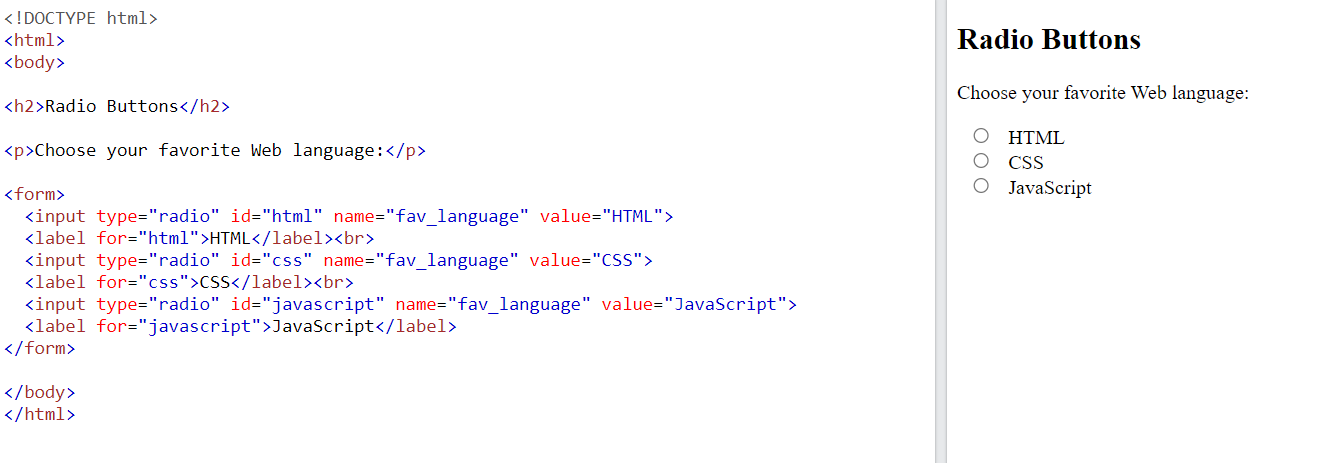 <!DOCTYPE html>
<html>
<body>
<h2>Radio Buttons</h2>
<p>Choose your favorite Web language:</p>
<form>
<input type="radio" id="html" name="fav_language" value="HTML">
<label for="html">HTML</label><br>
<input type="radio" id="css" name="fav_language" value="CSS">
<label for="css">CSS</label><br>
<input type="radio" id="javascript" name="fav_language" value="JavaScript">
<label for="javascript">JavaScript</label>
</form>
</body>
</html>
Radio Buttons
Choose your favorite Web language:
HTML
CSS
JavaScript